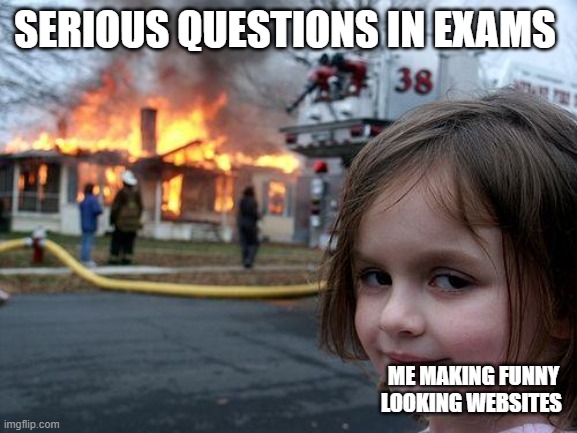 SERIOUS QUESTIONS IN EXAMS
38
ME MAKING FUNNY
LOOKING WEBSITES
imgflip.com